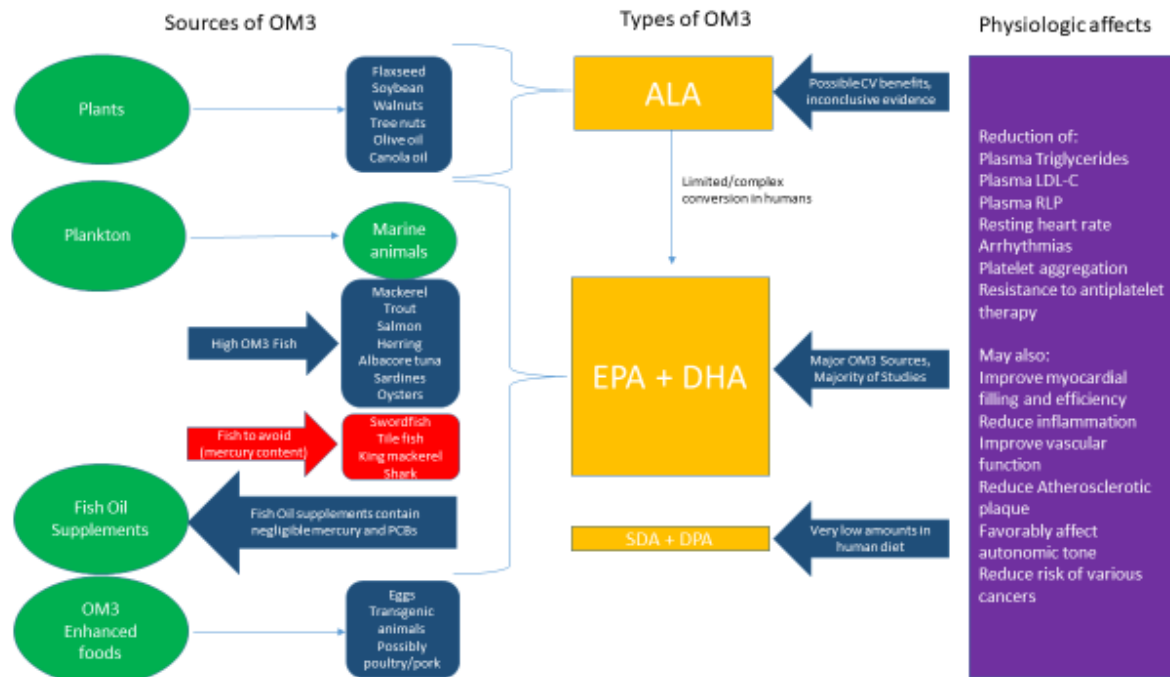 Sources of OM3
Types of OM3
Physiologic affects
Plants
Flaxseed
Soybean
Walnuts
Tree nuts
Olive oil
Canola oil
ALA
Possible CV benefits,
inconclusive evidence
Limited/complex
conversion in humans
Plankton
Marine
animals
High OM3 Fish
Mackerel
Trout
Salmon
Herring
Albacore tuna
Sardines
Oysters
EPA + DHA
Major OM3 Sources,
Majority of Studies
Fish to avoid
(mercury content)
Swordfish
Tile fish
King mackerel
Shark
Fish Oil
Supplements
Fish Oil supplements contain
negligible mercury and PCBs
SDA + DPA
Very low amounts in
human diet
OM3
Enhanced
foods
Eggs
Transgenic
animals
Possibly
poultry/pork
Reduction of:
Plasma Triglycerides
Plasma LDL-C
Plasma RLP
Resting heart rate
Arrhythmias
Platelet aggregation
Resistance to antiplatelet
therapy
May also:
Improve myocardial
filling and efficiency
Reduce inflammation
Improve vascular
function
Reduce Atherosclerotic
plaque
Favorably affect
autonomic tone
Reduce risk of various
cancers